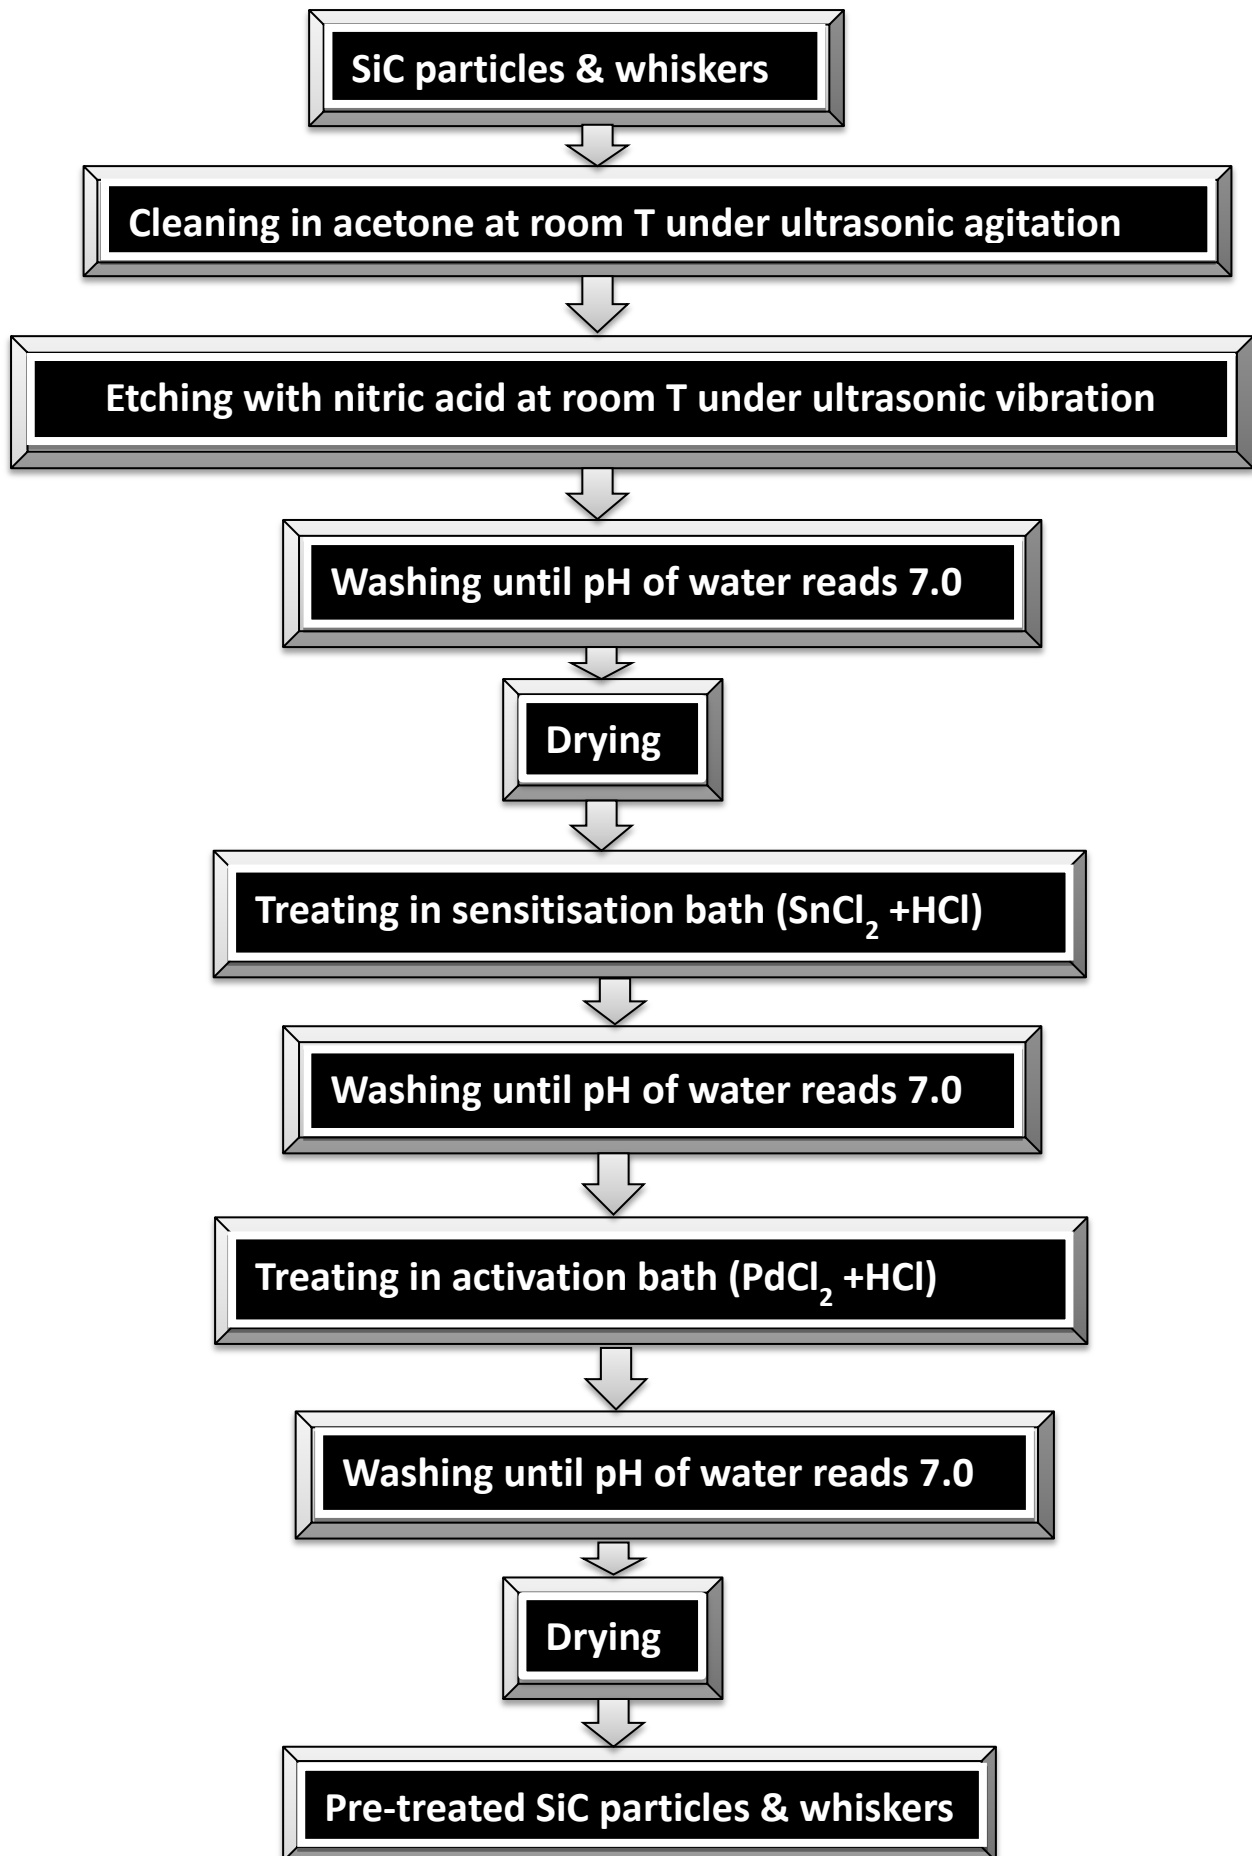 SiC particles & whiskers
Cleaning in acetone at room T under ultrasonic agitation
Etching with nitric acid at room T under ultrasonic vibration
Washing until pH of water reads 7.0
Drying
Treating in sensitisation bath (SnCl₂ +HCl)
Washing until pH of water reads 7.0
Treating in activation bath (PdCl₂ +HCl)
Washing until pH of water reads 7.0
Drying
Pre-treated SiC particles & whiskers